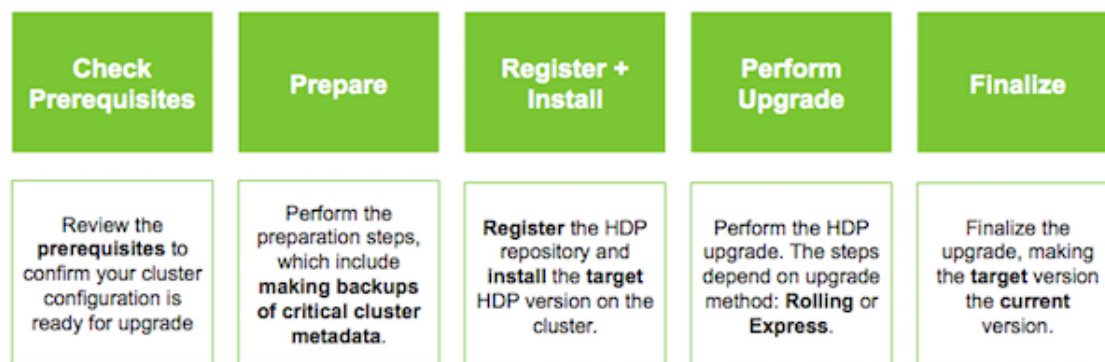 Check
Prerequisites
Prepare
Register +
Install
Perform
Upgrade
Finalize
Review the
prerequisites to
confirm your cluster
configuration is
ready for upgrade
Perform the
preparation steps,
which include
making backups
of critical cluster
metadata.
Register the HDP
repository and
install the target
HDP version on the
cluster.
Perform the HDP
upgrade. The steps
depend on upgrade
method: Rolling or
Express.
Finalize the
upgrade, making
the target version
the current
version.